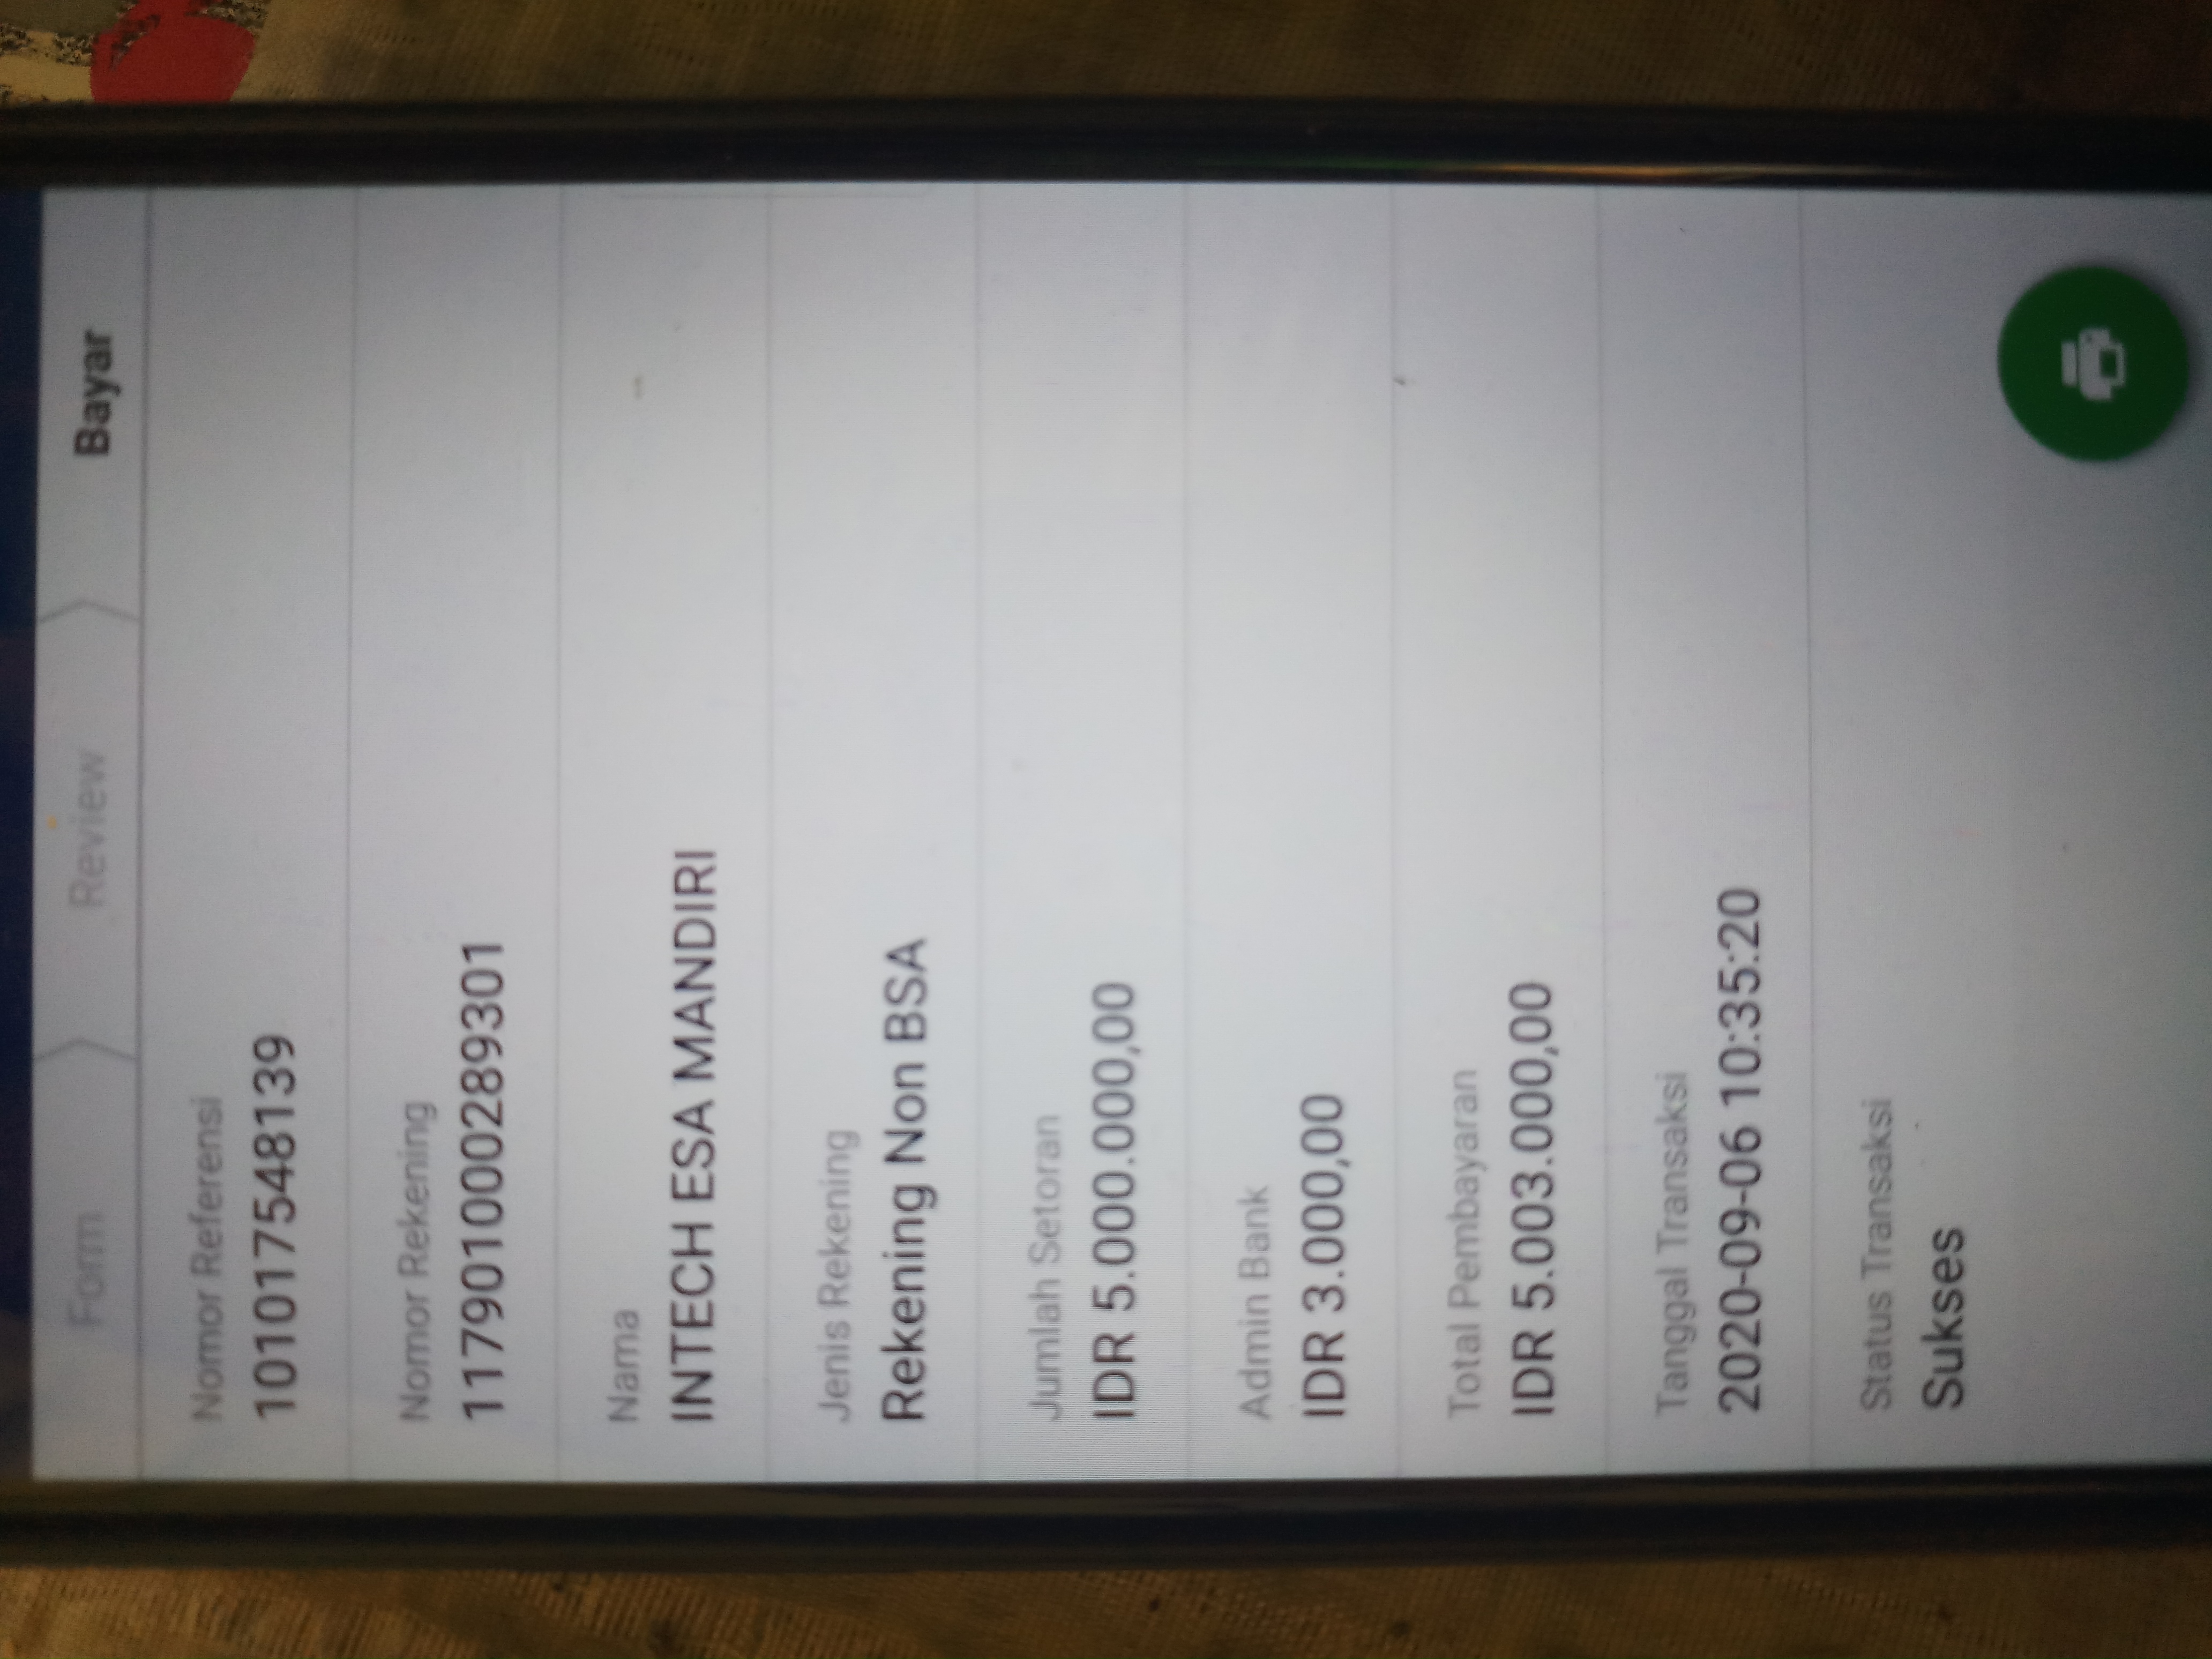 Form
Review
Bayar
Nomor Referensi
101017548139
Nomor Rekening
117901000289301
Nama
INTECH ESA MANDIRI
Jenis Rekening
Rekening Non BSA
Jumlah Setoran
IDR 5.000.000,00
Admin Bank
IDR 3.000,00
Total Pembayaran
IDR 5.003.000,00
Tanggal Transaksi
2020-09-06 10:35:20
Status Transaksi
Sukses